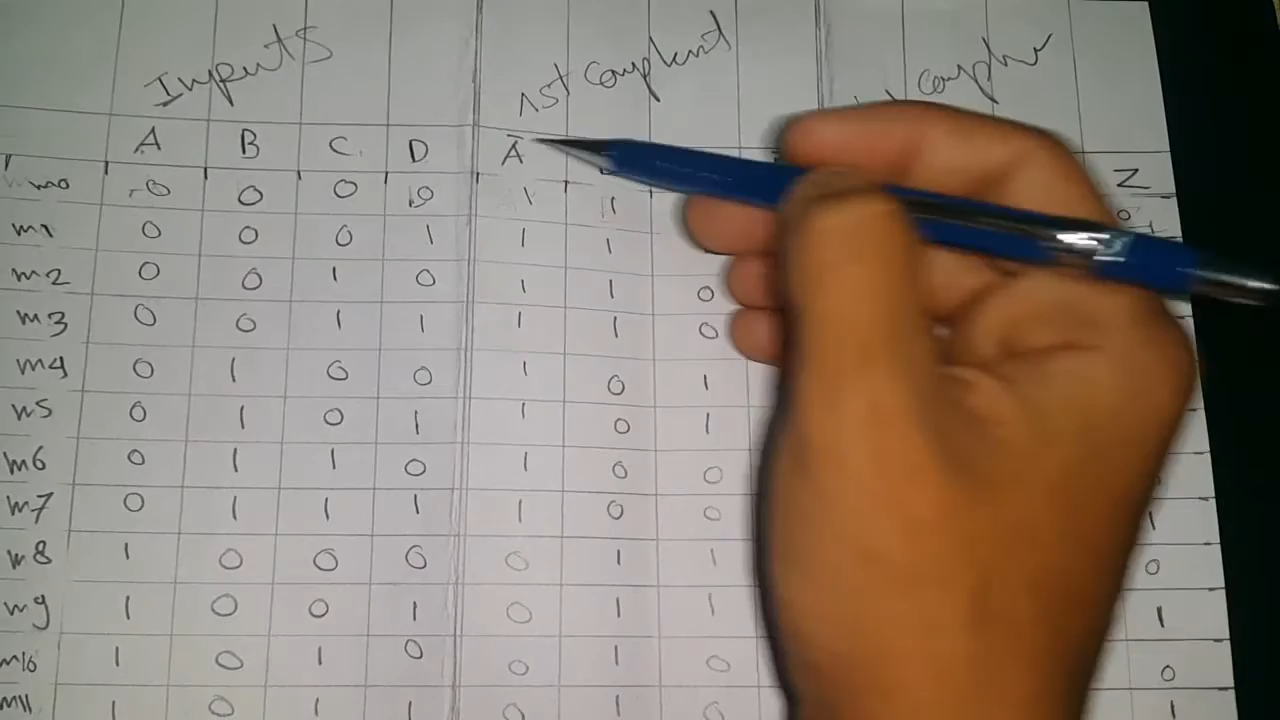 Inputs 1st
A B C D Ā Z
m0 0 0 0 0 1 1 0
m1 0 0 0 1 1 1 1
m2 0 0 1 0 1 1 0
m3 0 0 1 1 1 1 0
m4 0 1 0 0 1 0 1
m5 0 1 0 1 1 0 1
m6 0 1 1 0 1 0 0
m7 0 1 1 1 1 0 0 1
m8 1 0 0 0 0 1 1 0
m9 1 0 0 1 0 1 1 1
m10 1 0 1 0 0 1 0 0
m11 1 0 1 1 0 1 0 1